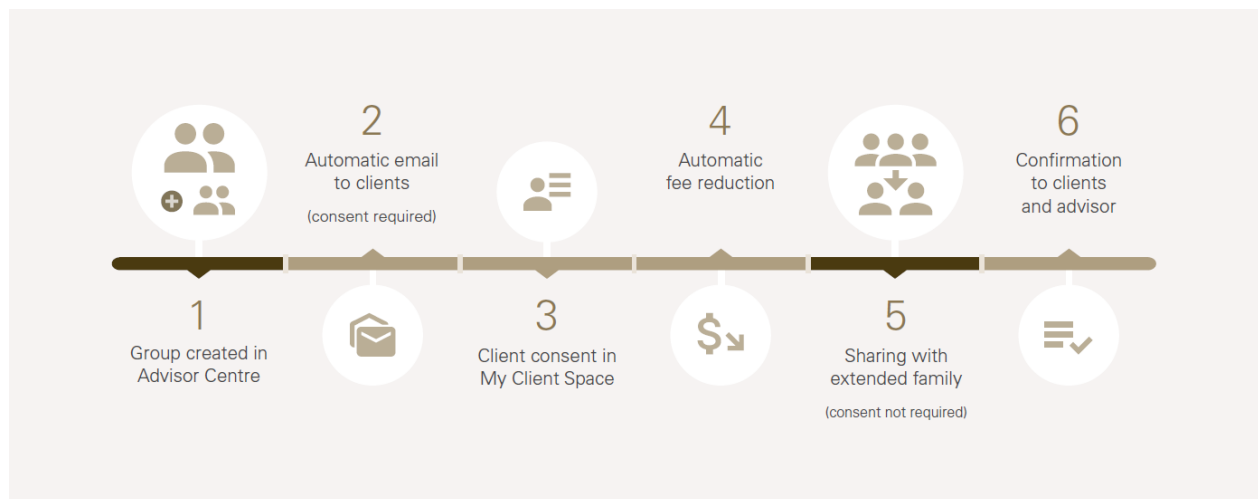 1
Group created in
Advisor Centre
2
Automatic email
to clients
(consent required)
3
Client consent in
My Client Space
4
Automatic
fee reduction
5
Sharing with
extended family
(consent not required)
6
Confirmation
to clients
and advisor